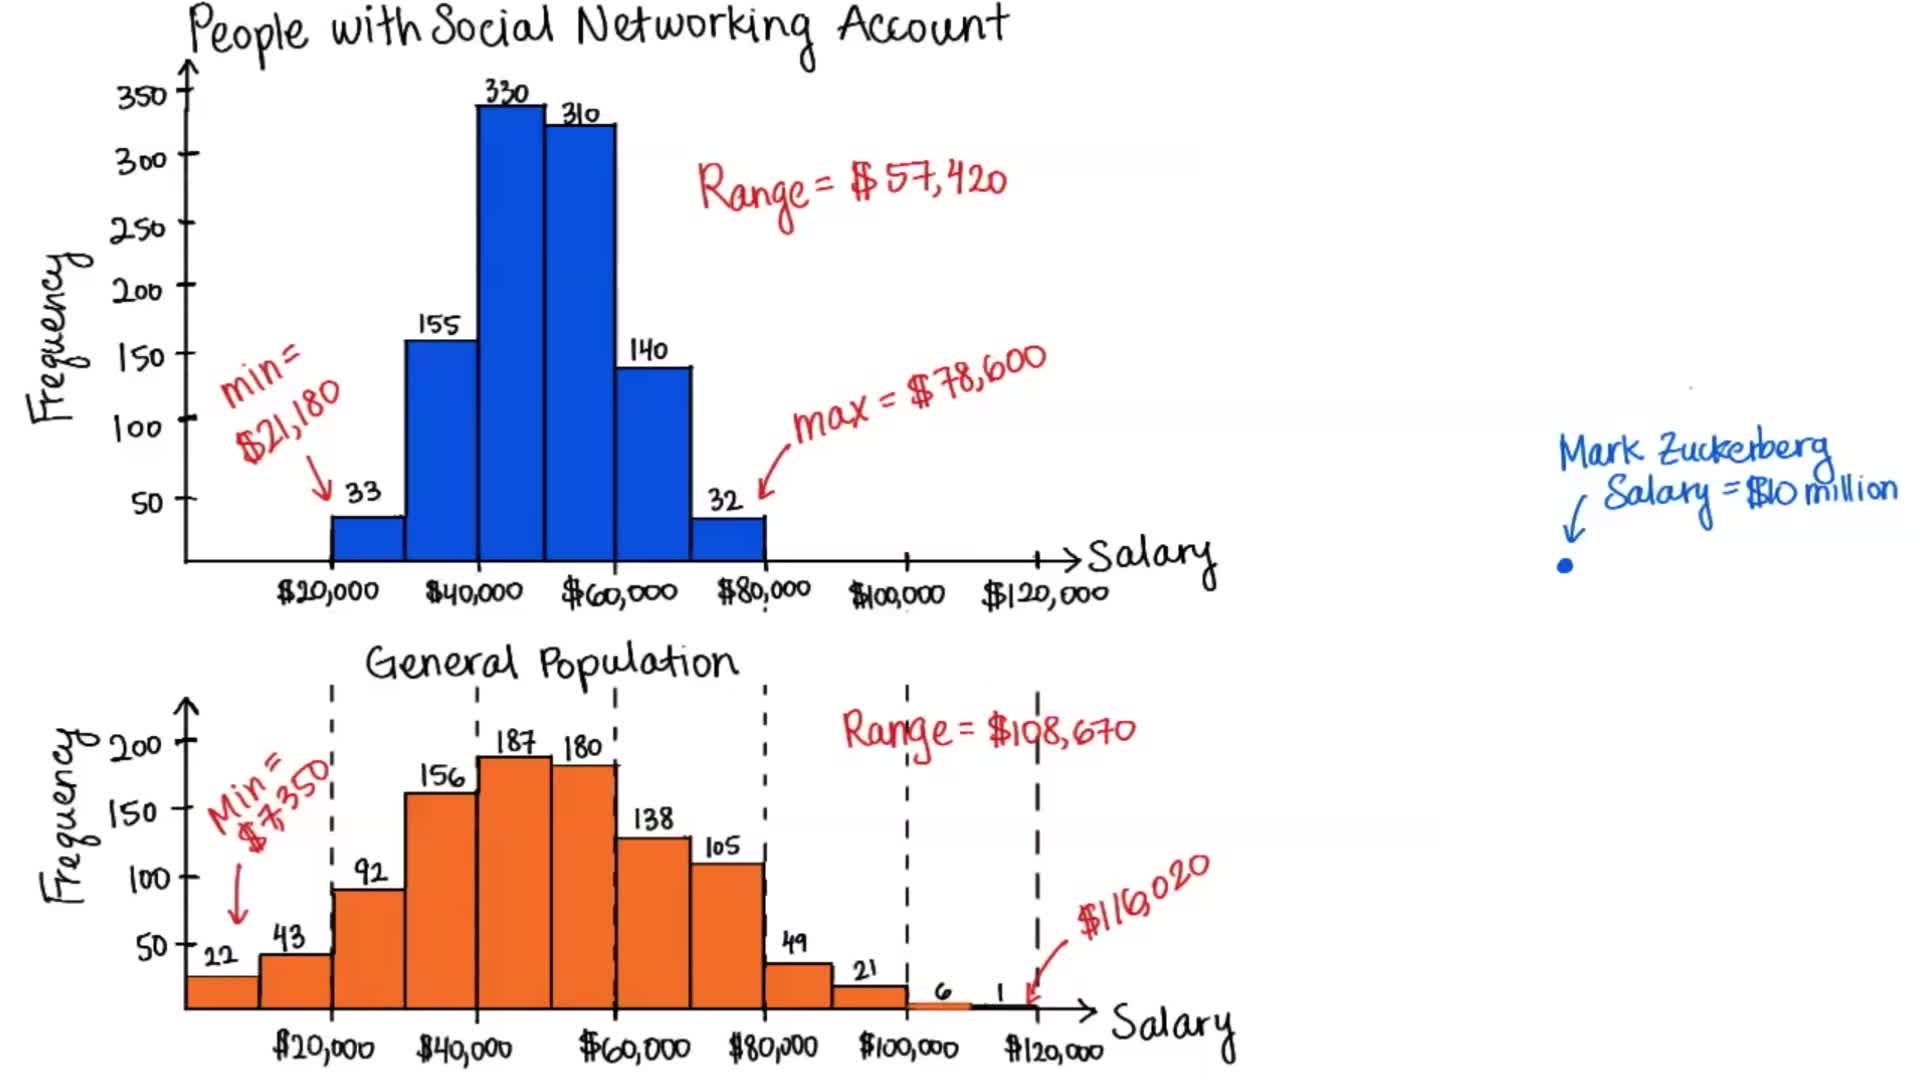 People with Social Networking Account
350
330
310
300
Range = $57,420
250
Frequency
200
155
150
140
min =
$21,180
max = $78,600
100
50
33
32
Salary
$20,000 $40,000 $60,000 $80,000 $100,000 $120,000
Mark Zuckerberg
Salary = $10 million
General Population
Range = $108,670
Frequency
200
187
180
156
150
138
Min =
$7,350
105
100
92
$116,020
50
43
49
22
21
6
1
Salary
$20,000 $40,000 $60,000 $80,000 $100,000 $120,000